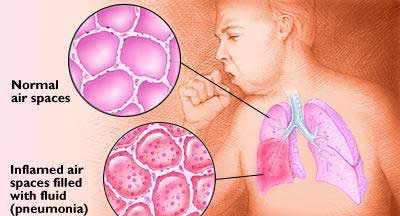 Normal
air spaces
Inflamed air
spaces filled
with fluid
(pneumonia)